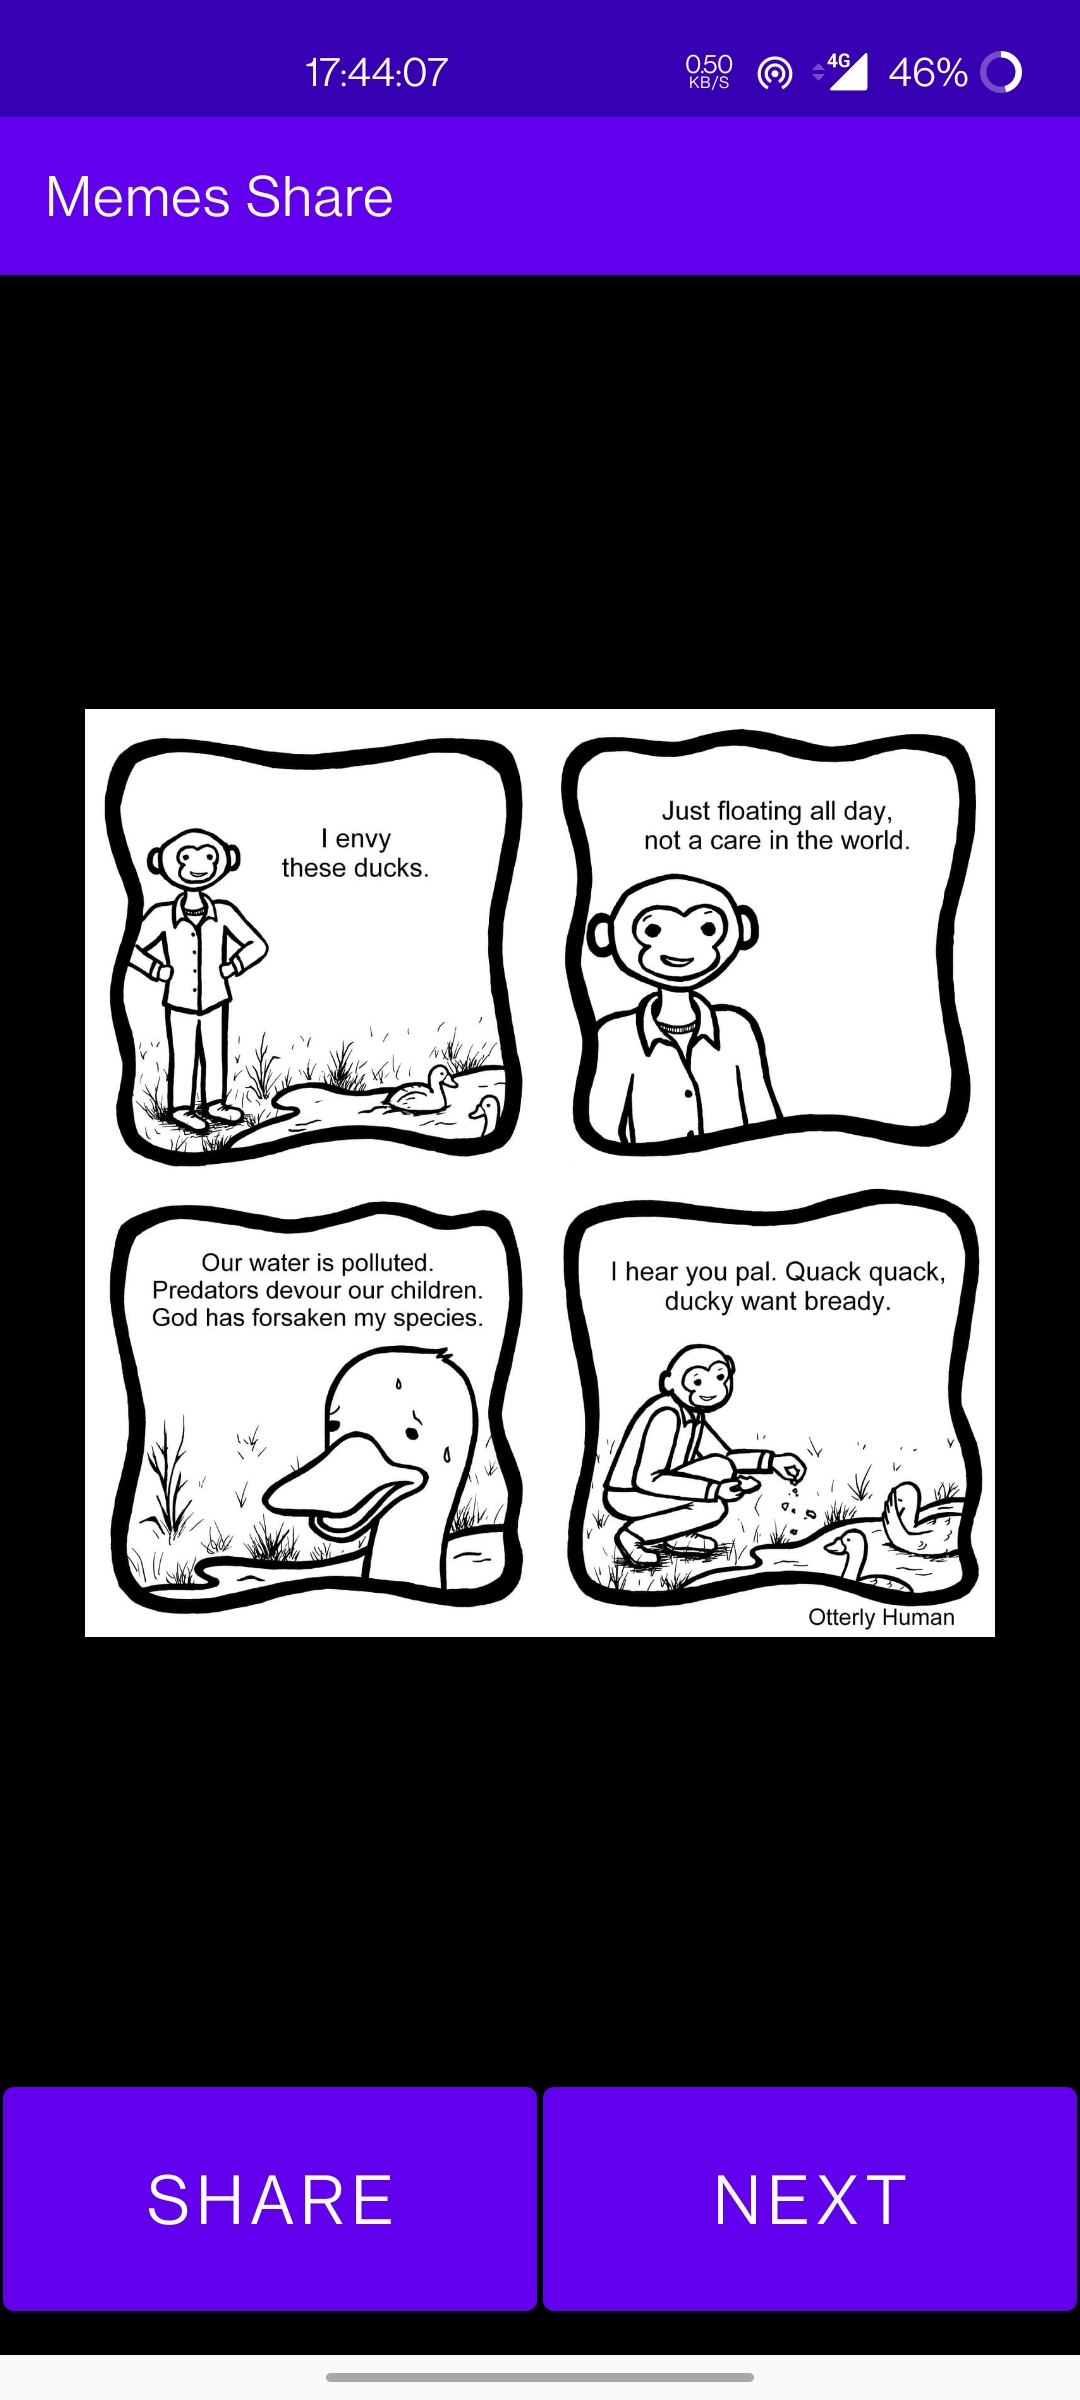 17:44:07
0.50
KB/S
4G
46%
Memes Share
I envy
these ducks.
Just floating all day,
not a care in the world.
Our water is polluted.
Predators devour our children.
God has forsaken my species.
I hear you pal. Quack quack,
ducky want bready.
Otterly Human
SHARE
NEXT